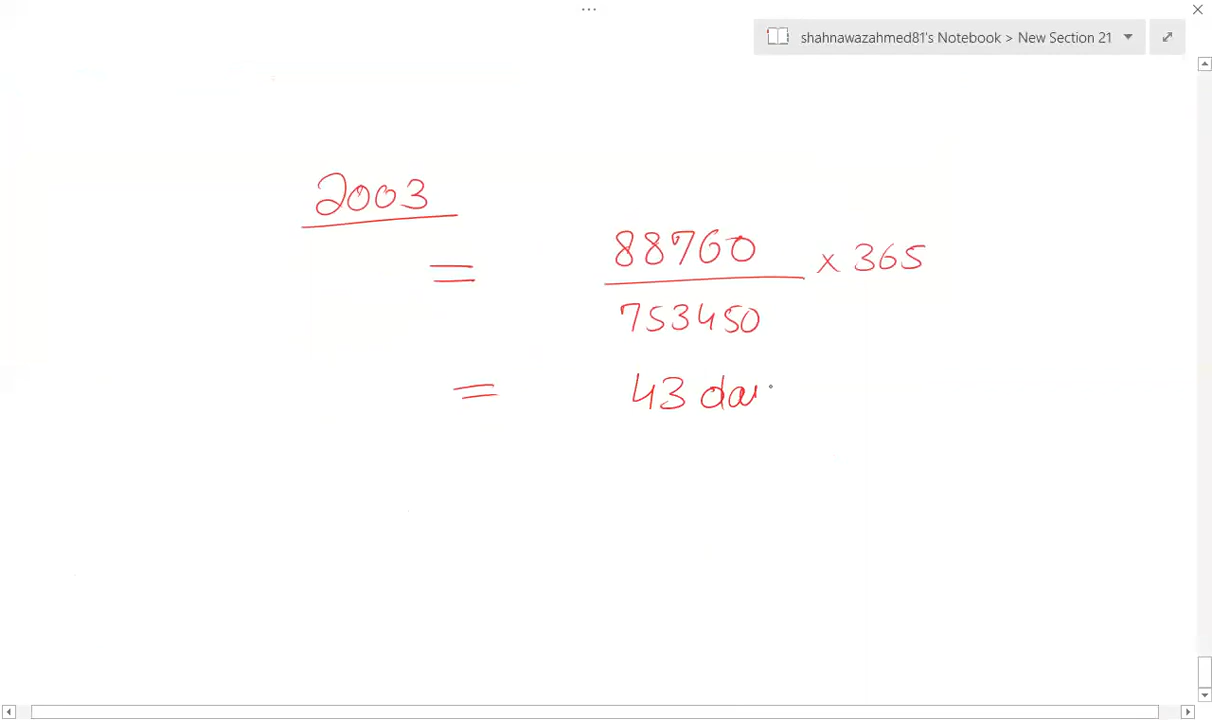 shahnawazahmed81's Notebook > New Section 21
2003
= 88760 x 365
753450
= 43 da